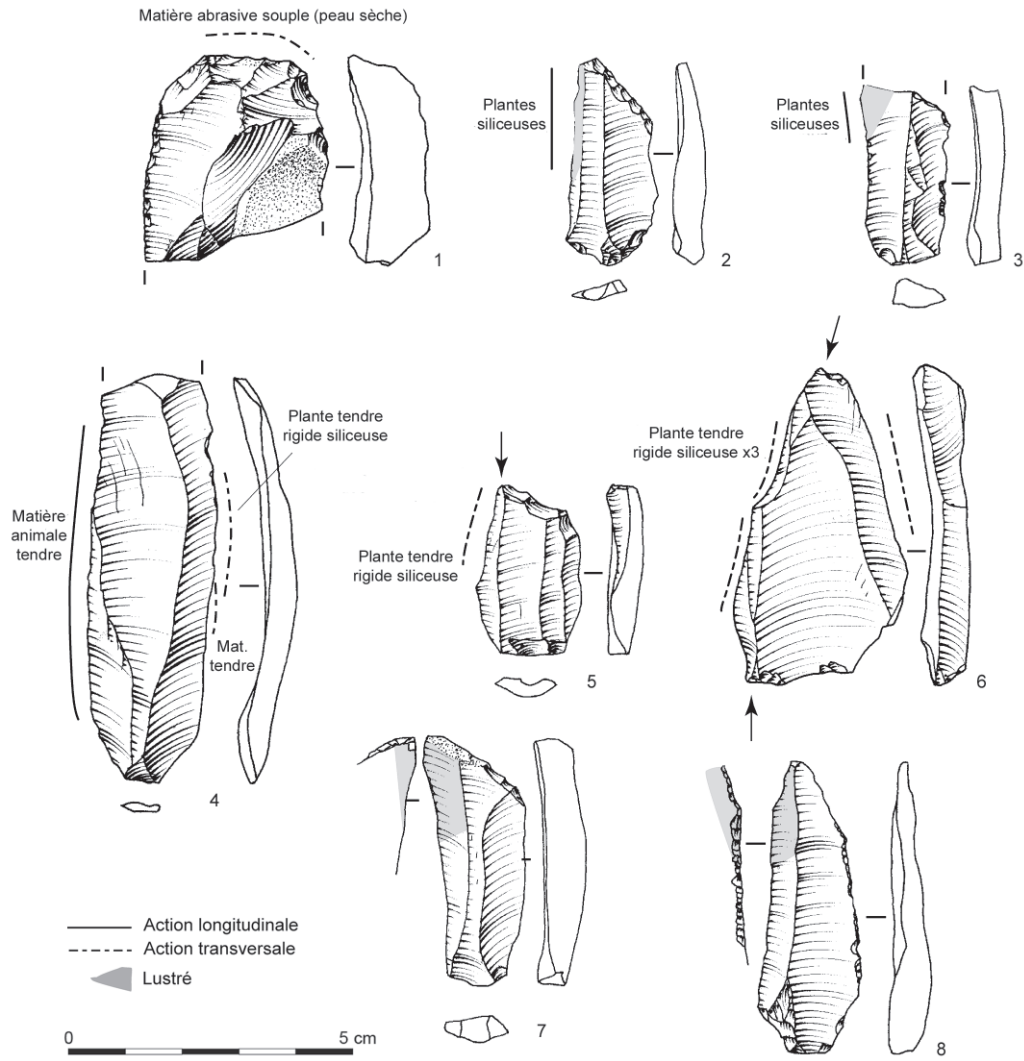 Matière abrasive souple (peau sèche)
1
Plantes
siliceuses
2
Plantes
siliceuses
3
Matière
animale
tendre
Plante tendre
rigide siliceuse
Mat.
tendre
4
Plante tendre
rigide siliceuse
5
Plante tendre
rigide siliceuse x3
6
7
8
Action longitudinale
Action transversale
Lustré
0 5 cm